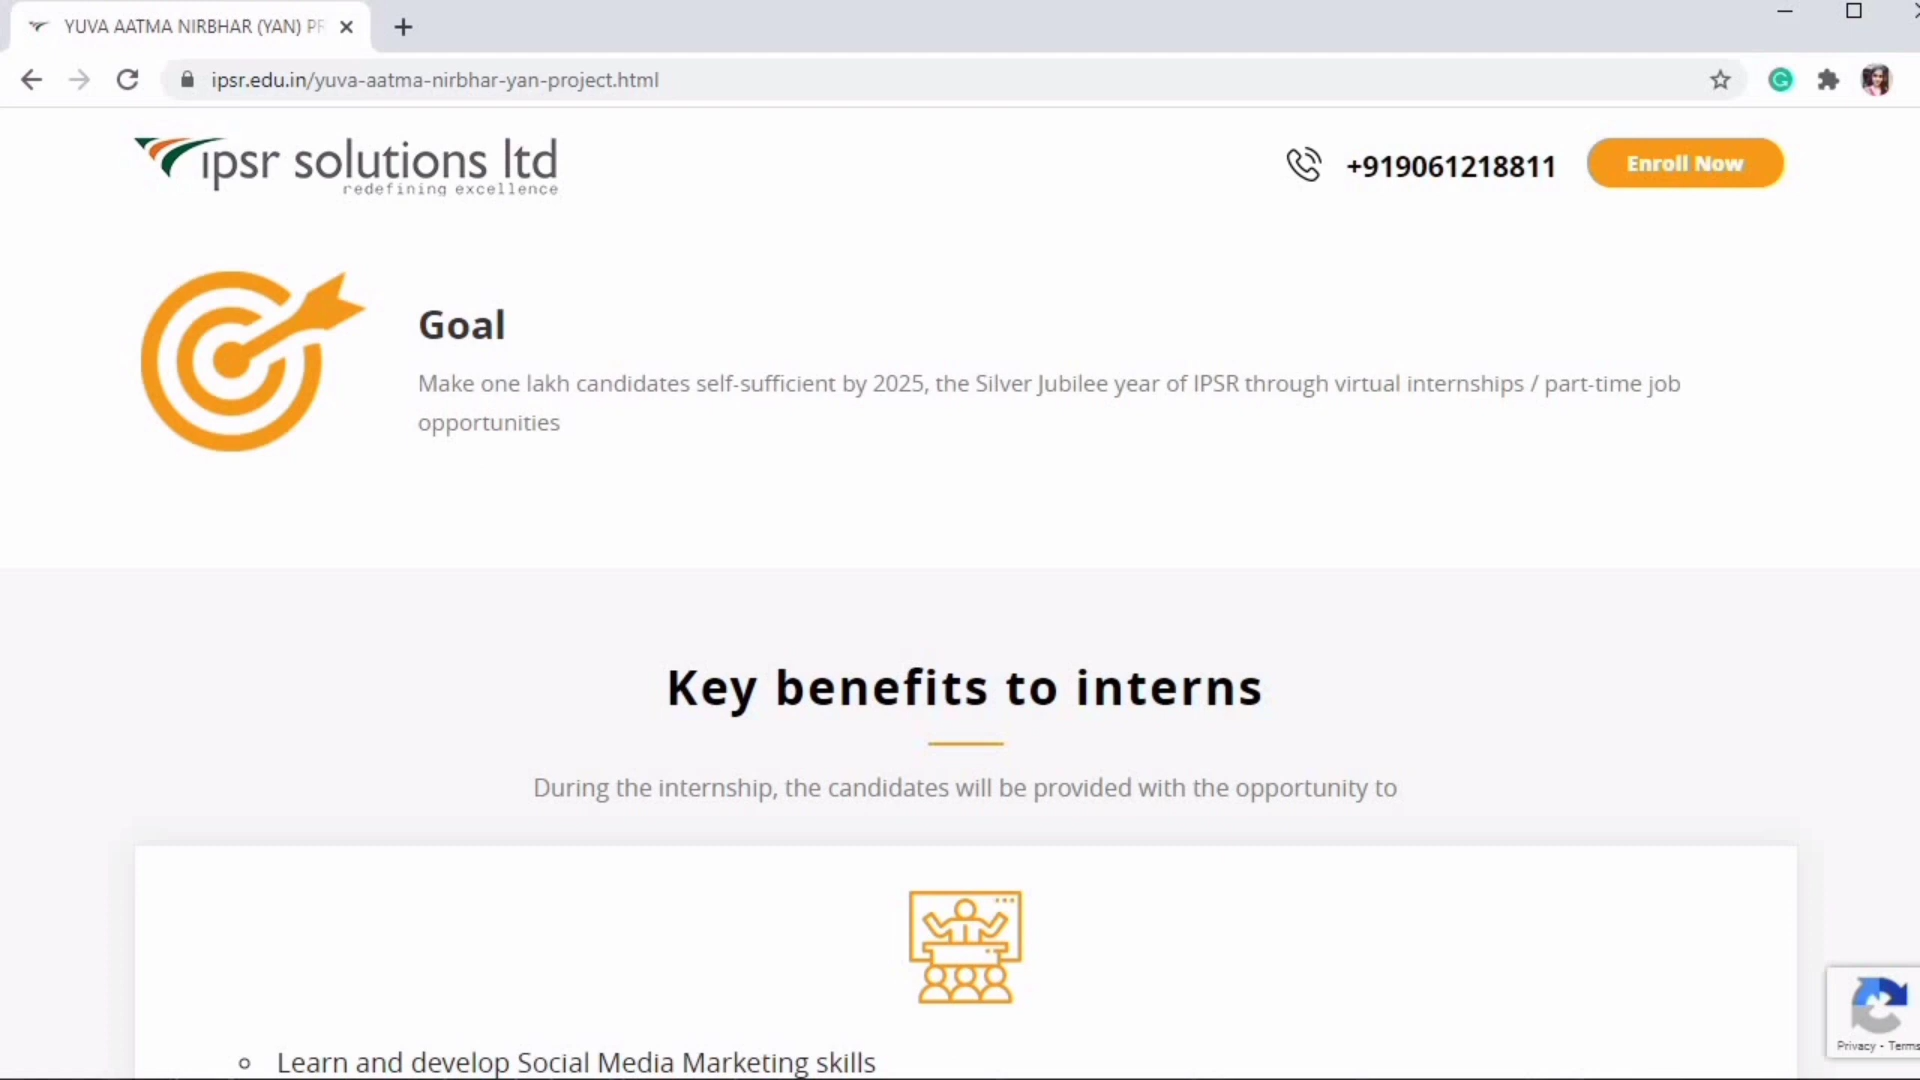 YUVA AATMA NIRBHAR (YAN) PR
ipsr.edu.in/yuva-aatma-nirbhar-yan-project.html
ipsr solutions ltd
redefining excellence
+919061218811
Enroll Now
Goal
Make one lakh candidates self-sufficient by 2025, the Silver Jubilee year of IPSR through virtual internships / part-time job
opportunities
Key benefits to interns
During the internship, the candidates will be provided with the opportunity to
Learn and develop Social Media Marketing skills
Privacy - Terms